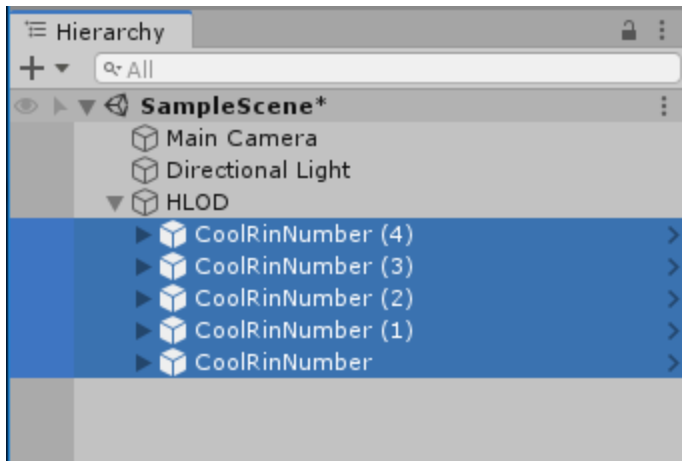 Hierarchy
All
SampleScene*
Main Camera
Directional Light
HLOD
CoolRinNumber (4)
CoolRinNumber (3)
CoolRinNumber (2)
CoolRinNumber (1)
CoolRinNumber